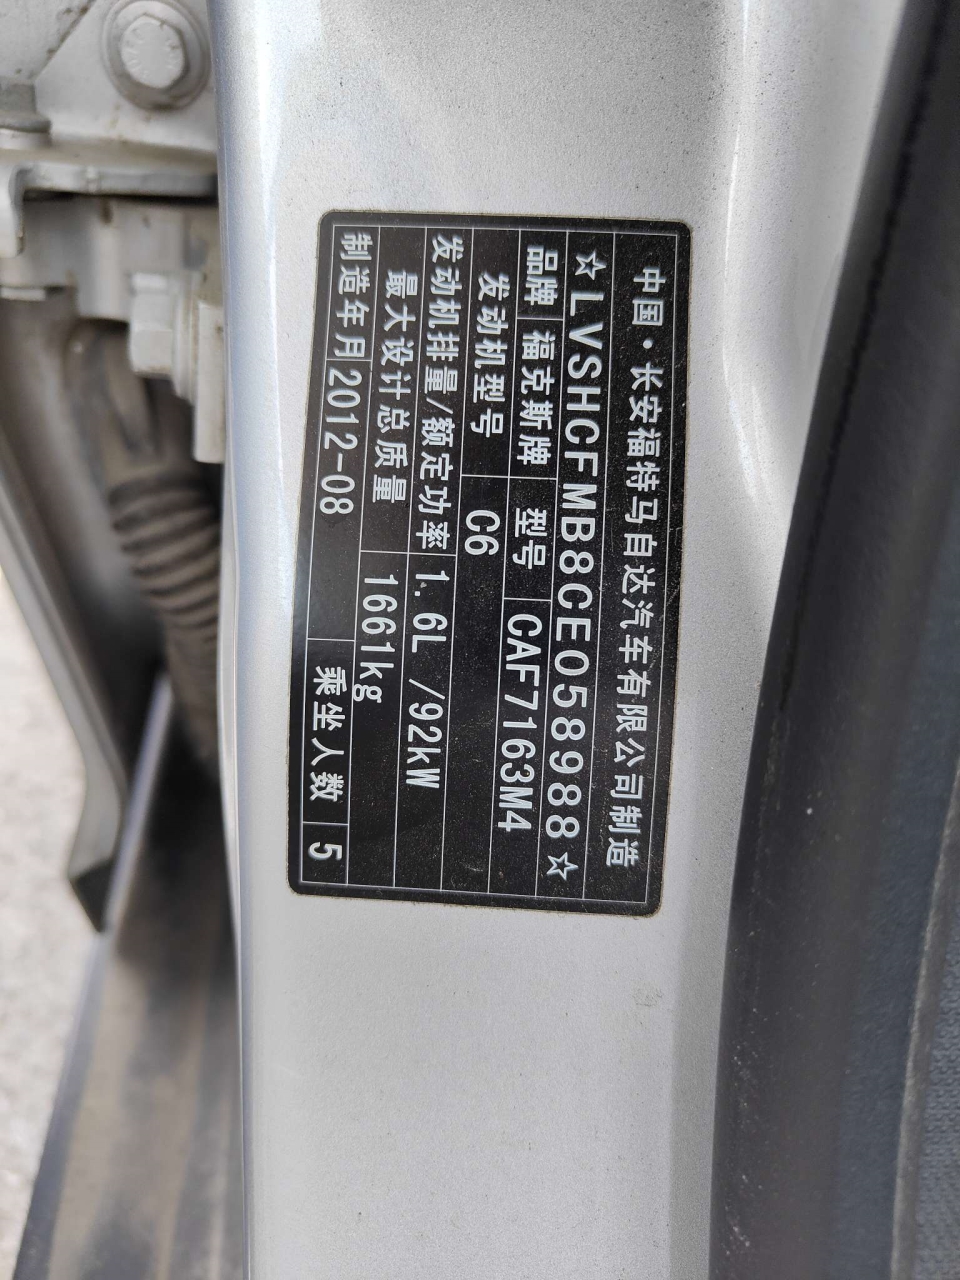 中国·长安福特马自达汽车有限公司制造
☆LVSHCFMB8CE058988☆
品牌 福克斯牌 型号 CAF7163M4
发动机型号 C6
发动机排量/额定功率 1.6L /92kW
最大设计总质量 1661kg
制造年月 2012-08 乘坐人数 5